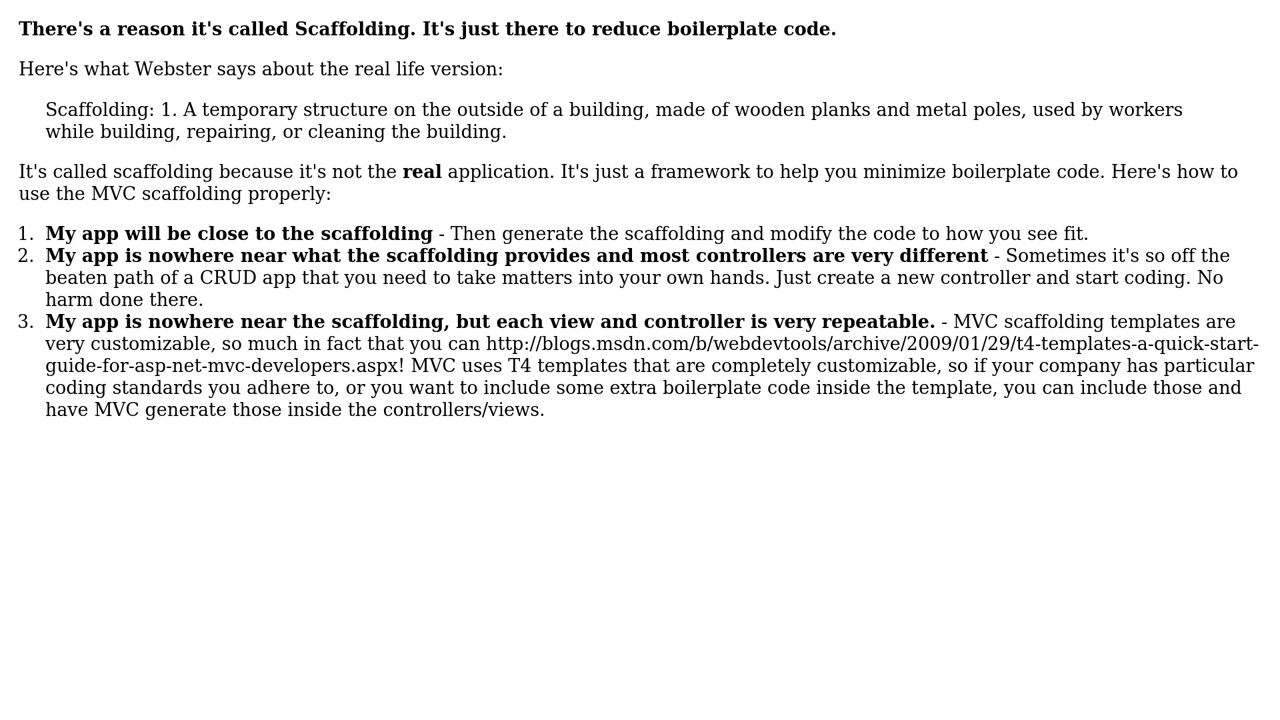 There's a reason it's called Scaffolding. It's just there to reduce boilerplate code.
Here's what Webster says about the real life version:
Scaffolding: 1. A temporary structure on the outside of a building, made of wooden planks and metal poles, used by workers
while building, repairing, or cleaning the building.
It's called scaffolding because it's not the real application. It's just a framework to help you minimize boilerplate code. Here's how to
use the MVC scaffolding properly:
1. My app will be close to the scaffolding - Then generate the scaffolding and modify the code to how you see fit.
2. My app is nowhere near what the scaffolding provides and most controllers are very different - Sometimes it's so off the
beaten path of a CRUD app that you need to take matters into your own hands. Just create a new controller and start coding. No
harm done there.
3. My app is nowhere near the scaffolding, but each view and controller is very repeatable. - MVC scaffolding templates are
very customizable, so much in fact that you can http://blogs.msdn.com/b/webdevtools/archive/2009/01/29/t4-templates-a-quick-start-
guide-for-asp-net-mvc-developers.aspx! MVC uses T4 templates that are completely customizable, so if your company has particular
coding standards you adhere to, or you want to include some extra boilerplate code inside the template, you can include those and
have MVC generate those inside the controllers/views.